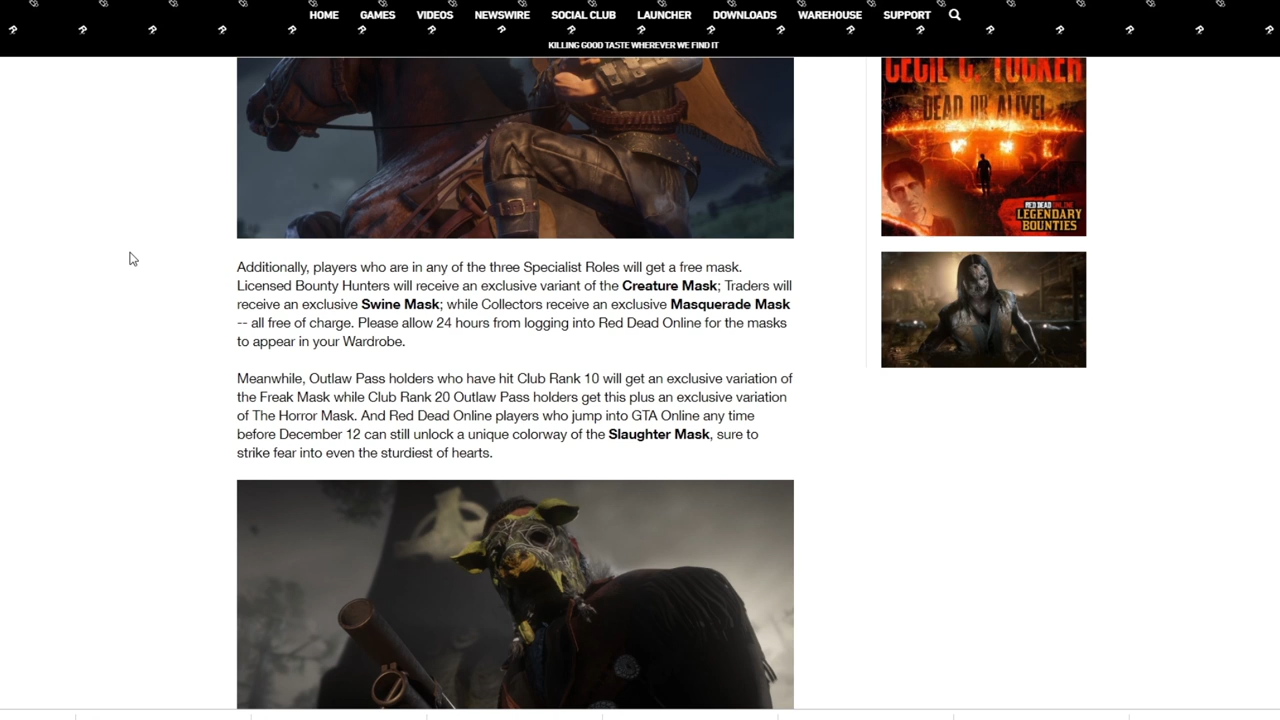 HOME GAMES VIDEOS NEWSWIRE SOCIAL CLUB LAUNCHER DOWNLOADS WAREHOUSE SUPPORT
KILLING GOOD TASTE WHEREVER WE FIND IT
CECIL C. TUCKER
DEAD OR ALIVE!
RED DEAD ONLINE
LEGENDARY
BOUNTIES
Additionally, players who are in any of the three Specialist Roles will get a free mask.
Licensed Bounty Hunters will receive an exclusive variant of the Creature Mask; Traders will
receive an exclusive Swine Mask; while Collectors receive an exclusive Masquerade Mask
-- all free of charge. Please allow 24 hours from logging into Red Dead Online for the masks
to appear in your Wardrobe.
Meanwhile, Outlaw Pass holders who have hit Club Rank 10 will get an exclusive variation of
the Freak Mask while Club Rank 20 Outlaw Pass holders get this plus an exclusive variation
of The Horror Mask. And Red Dead Online players who jump into GTA Online any time
before December 12 can still unlock a unique colorway of the Slaughter Mask, sure to
strike fear into even the sturdiest of hearts.